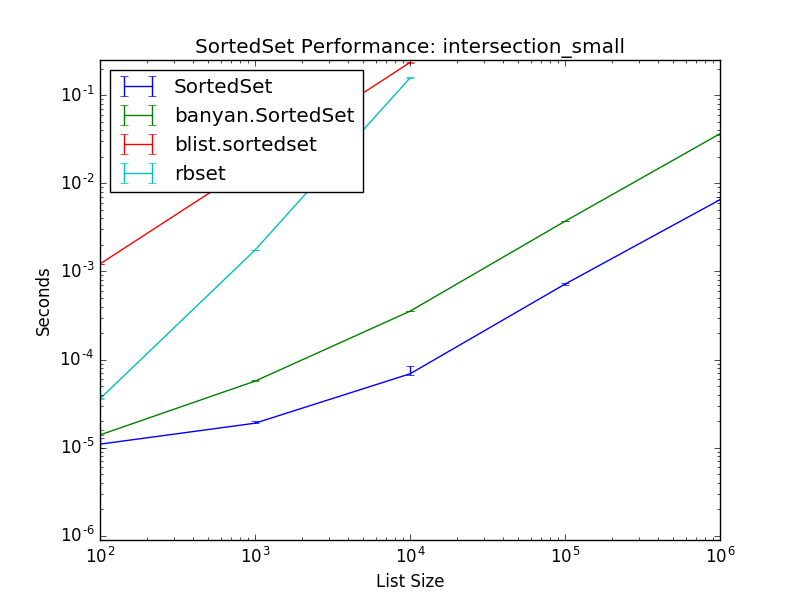 SortedSet Performance: intersection_small
SortedSet
banyan.SortedSet
blist.sortedset
rbset
10^-1
10^-2
10^-3
10^-4
10^-5
10^-6
Seconds
10^2 10^3 10^4 10^5 10^6
List Size